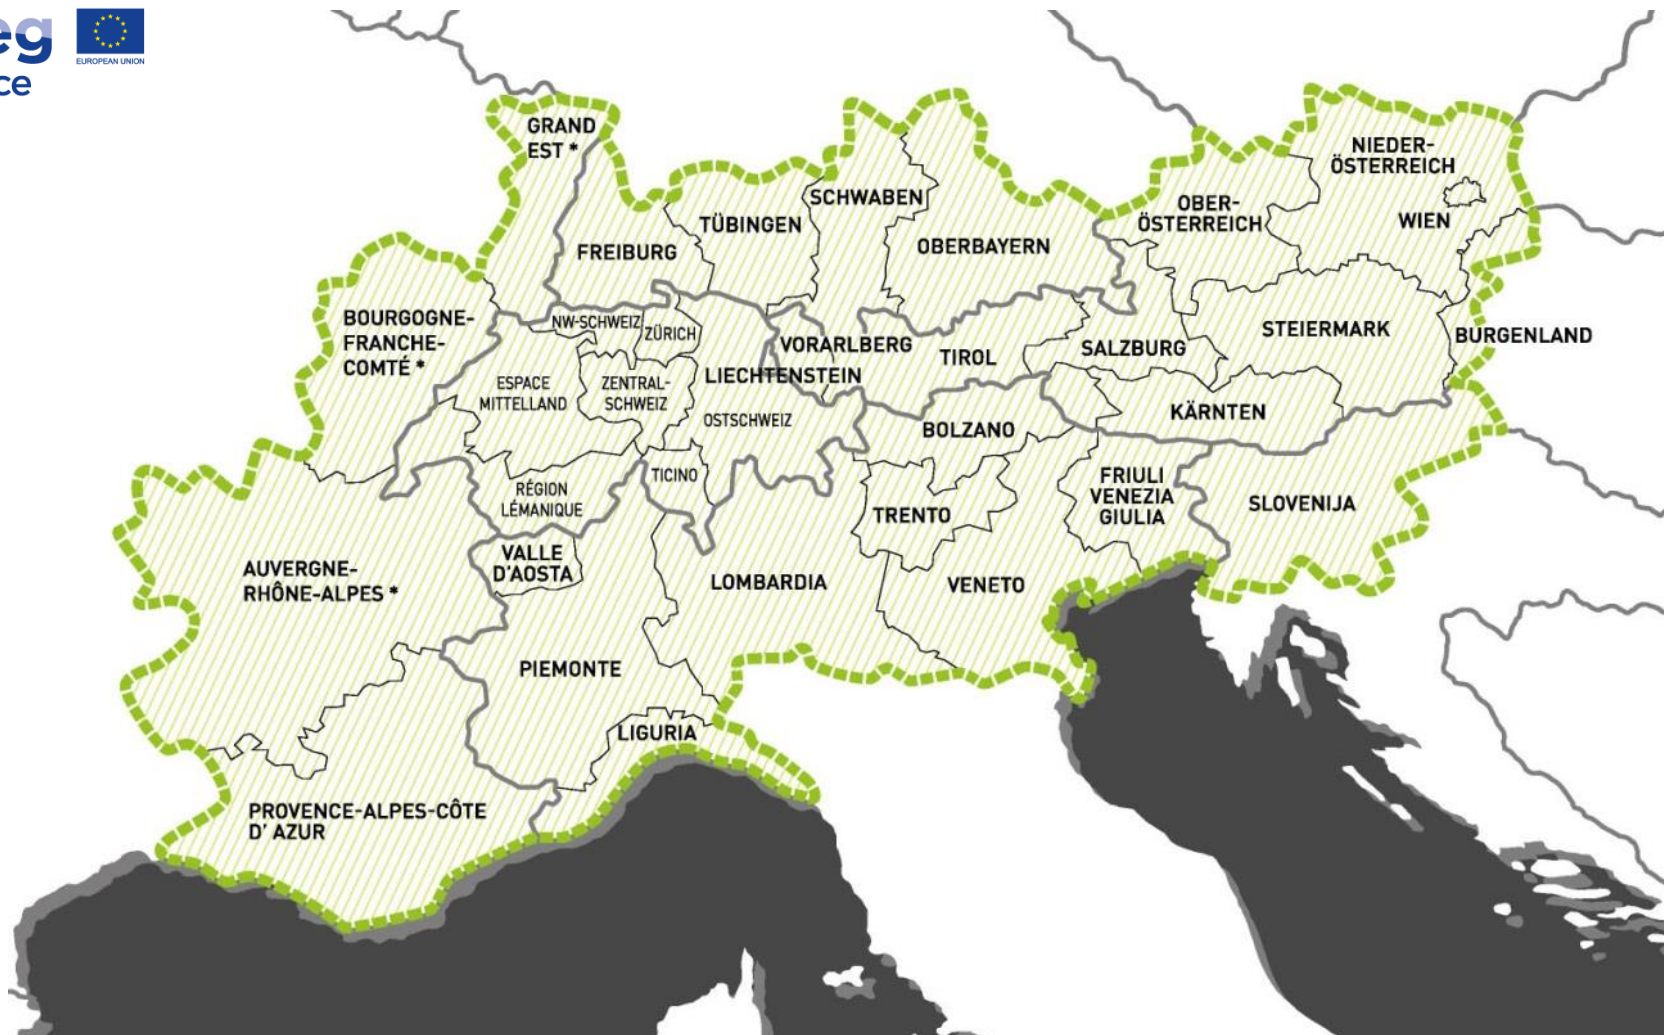 eg
ce
EUROPEAN UNION
GRAND
EST *
NIEDER-
ÖSTERREICH
SCHWABEN
OBER-
ÖSTERREICH
WIEN
TÜBINGEN
FREIBURG
OBERBAYERN
BOURGOGNE-
FRANCHE-
COMTÉ *
NW-SCHWEIZ
ZÜRICH
VORARLBERG
TIROL
SALZBURG
STEIERMARK
BURGENLAND
LIECHTENSTEIN
ESPACE
MITTELLAND
ZENTRAL-
SCHWEIZ
OSTSCHWEIZ
BOLZANO
KÄRNTEN
TICINO
RÉGION
LÉMANIQUE
FRIULI
VENEZIA
GIULIA
SLOVENIJA
TRENTO
VALLE
D'AOSTA
AUVERGNE-
RHÔNE-ALPES *
LOMBARDIA
VENETO
PIEMONTE
LIGURIA
PROVENCE-ALPES-CÔTE
D' AZUR